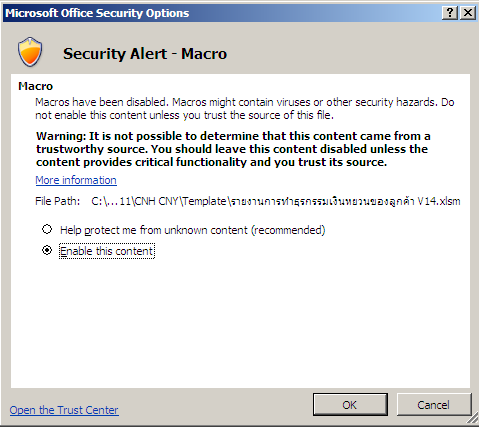 Microsoft Office Security Options
Security Alert - Macro
Macro
Macros have been disabled. Macros might contain viruses or other security hazards. Do
not enable this content unless you trust the source of this file.
Warning: It is not possible to determine that this content came from a
trustworthy source. You should leave this content disabled unless the
content provides critical functionality and you trust its source.
More information
File Path: C:\...11\CNH CNY\Template\รายงานการทำธุรกรรมเงินหยวนของลูกค้า V14.xlsm
Help protect me from unknown content (recommended)
Enable this content
Open the Trust Center
OK
Cancel